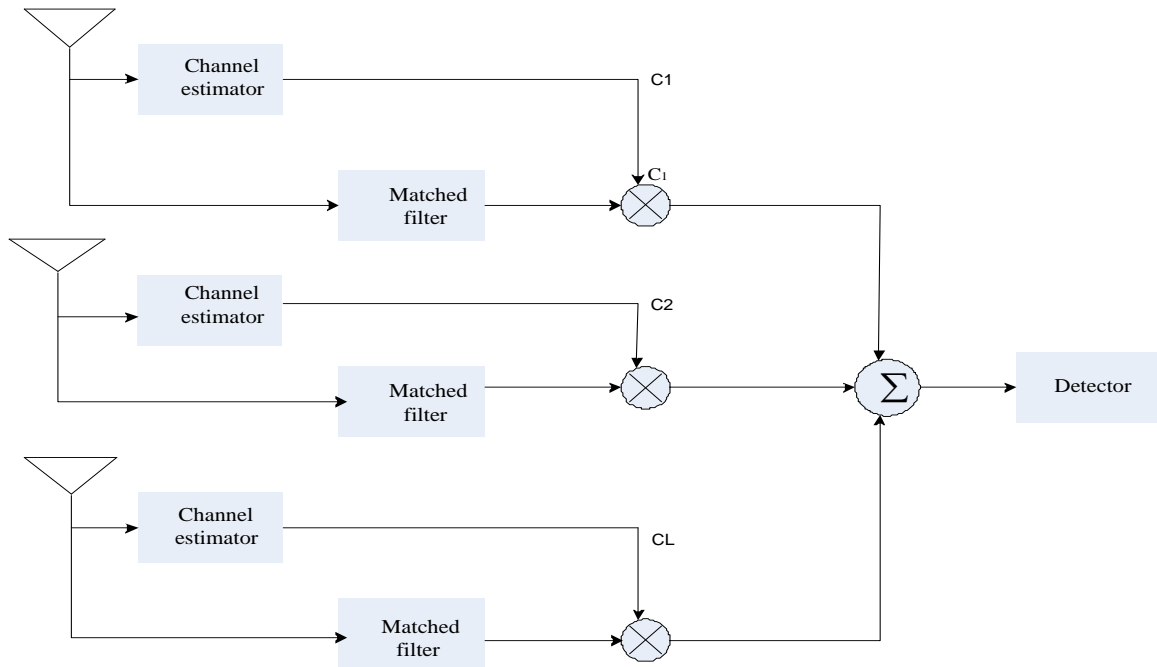 Channel
estimator
C1
Matched
filter
C₁
Channel
estimator
C2
Matched
filter
Σ
Detector
Channel
estimator
CL
Matched
filter